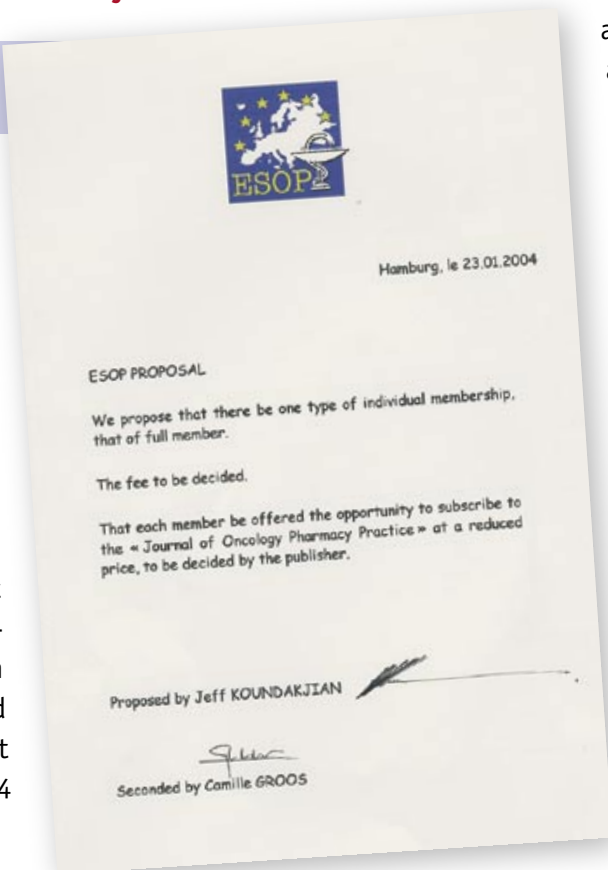 ESOP
Hamburg, le 23.01.2004
ESOP PROPOSAL
We propose that there be one type of individual membership,
that of full member.
The fee to be decided.
That each member be offered the opportunity to subscribe to
the « Journal of Oncology Pharmacy Practice » at a reduced
price, to be decided by the publisher.
Proposed by Jeff KOUNDAKJIAN
Seconded by Camille GROOS